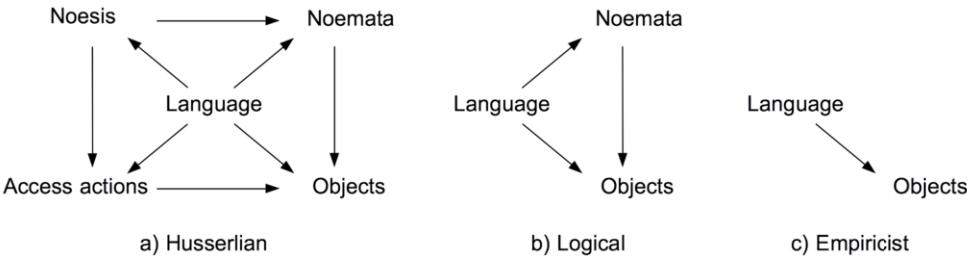 Noesis Noemata Noemata
Language Language Language
Access actions Objects Objects Objects
a) Husserlian b) Logical c) Empiricist